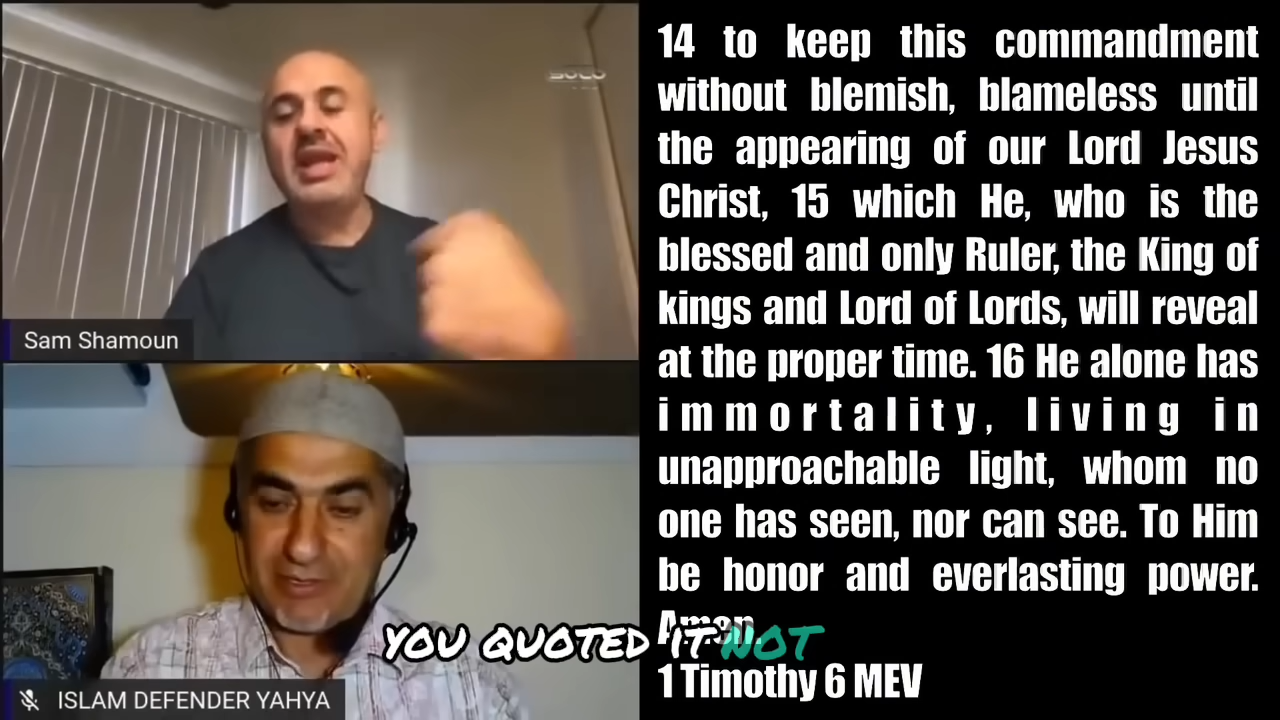 SOLO
Sam Shamoun
ISLAM DEFENDER YAHYA
14 to keep this commandment
without blemish, blameless until
the appearing of our Lord Jesus
Christ, 15 which He, who is the
blessed and only Ruler, the King of
kings and Lord of Lords, will reveal
at the proper time. 16 He alone has
immortality, living in
unapproachable light, whom no
one has seen, nor can see. To Him
be honor and everlasting power.
Amen.
1 Timothy 6 MEV
YOU QUOTED IT NOT